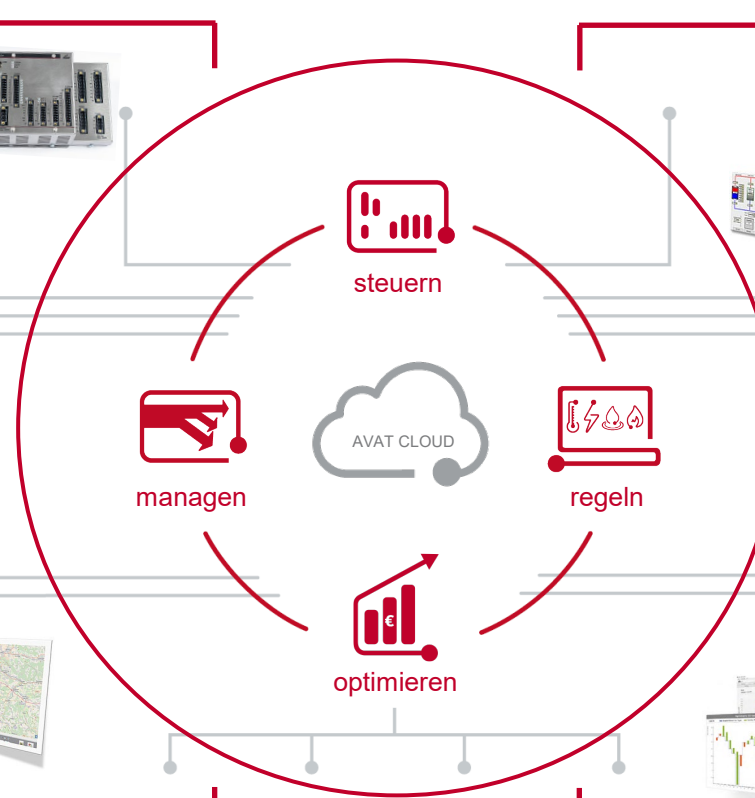 steuern
AVAT CLOUD
managen
regeln
€
optimieren